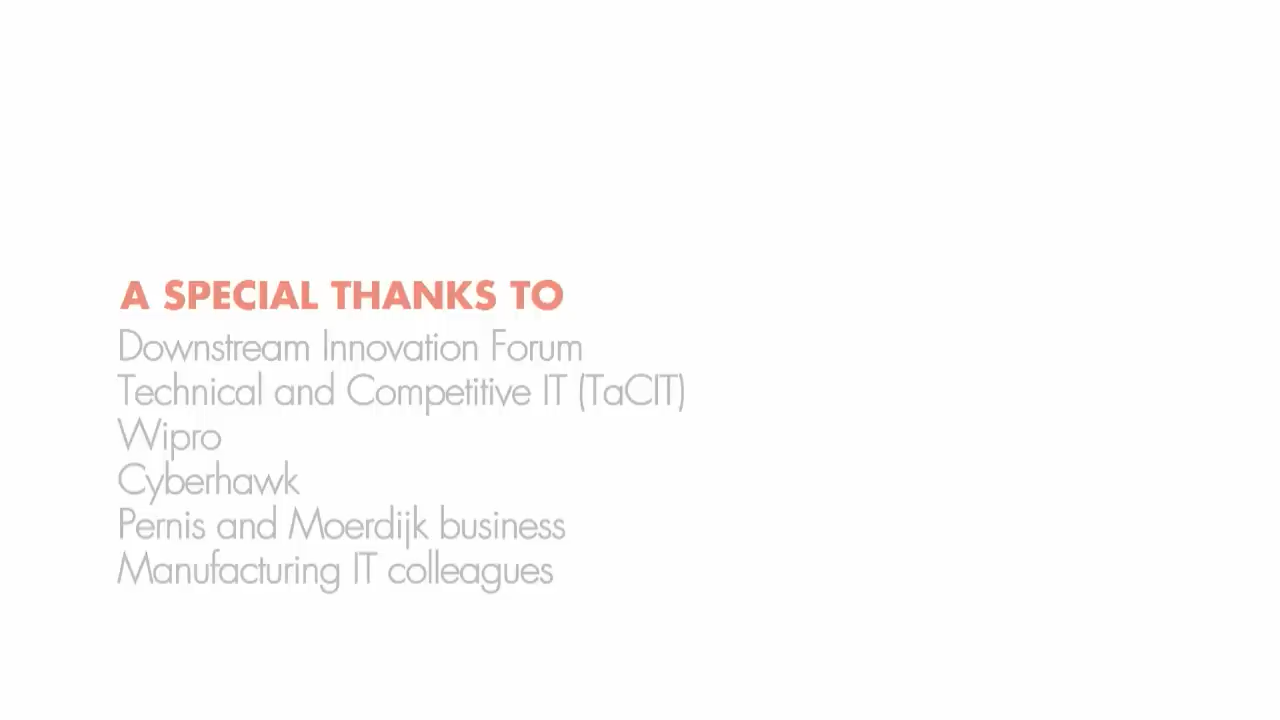 A SPECIAL THANKS TO
Downstream Innovation Forum
Technical and Competitive IT (TaCIT)
Wipro
Cyberhawk
Pernis and Moerdijk business
Manufacturing IT colleagues